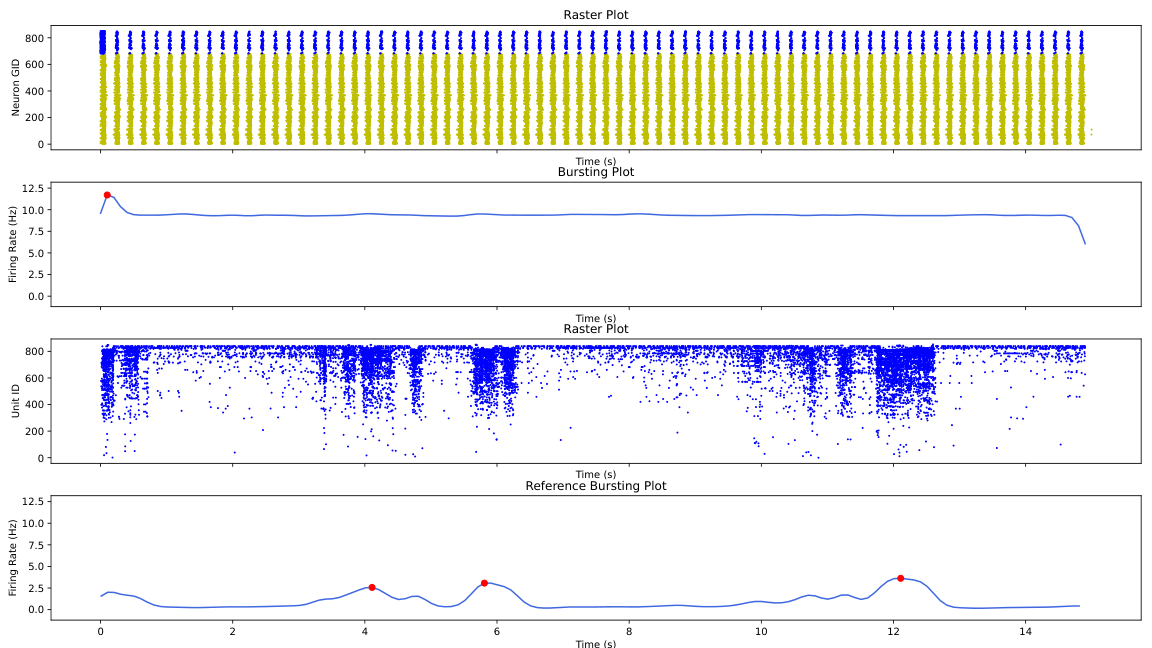 Raster Plot
Neuron GID
800
600
400
200
0
Time (s)
Bursting Plot
Firing Rate (Hz)
12.5
10.0
7.5
5.0
2.5
0.0
Time (s)
Raster Plot
Unit ID
800
600
400
200
0
Time (s)
Reference Bursting Plot
Firing Rate (Hz)
12.5
10.0
7.5
5.0
2.5
0.0
0 2 4 6 8 10 12 14
Time (s)